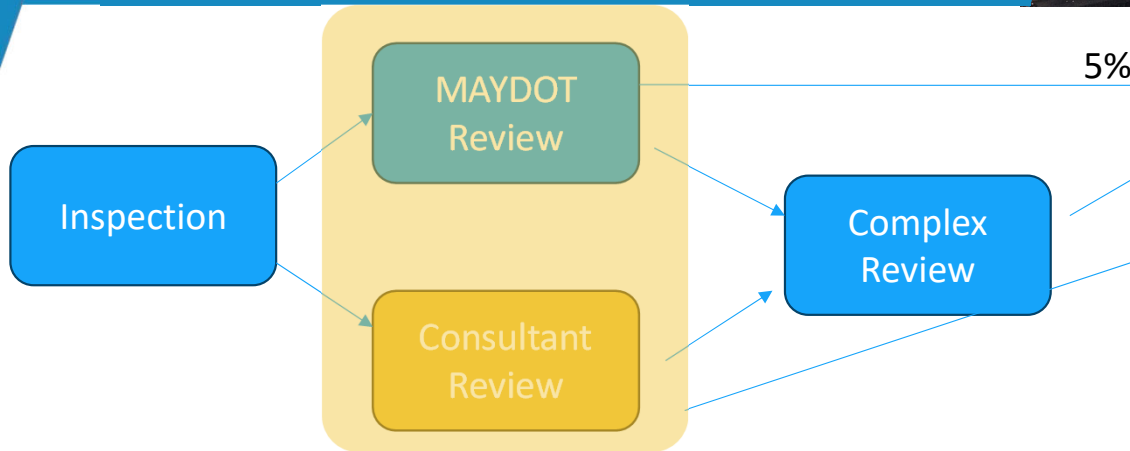 5%
MAYDOT
Review
Inspection
Complex
Review
Consultant
Review